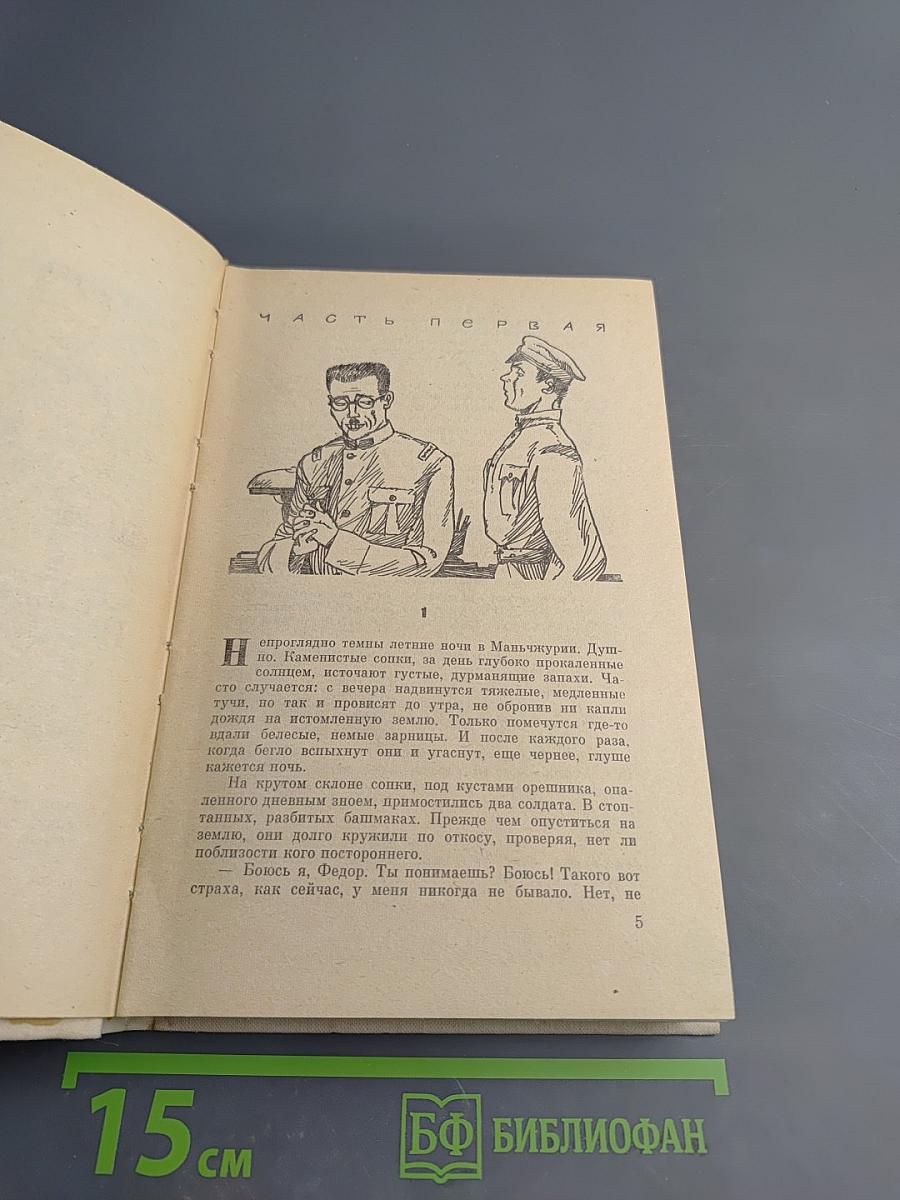 ЧАСТЬ ПЕРВАЯ
1
Непроглядно темны летние ночи в Маньчжурии. Душ-
но. Каменистые сопки, за день глубоко прокаленные
солнцем, источают густые, дурманящие запахи. Ча-
сто случается: с вечера надвинутся тяжелые, медленные
тучи, но так и провисят до утра, не обронив ни капли
дождя на истомленную землю. Только помечутся где-то
вдали белесые, немые зарницы. И после каждого раза,
когда бегло вспыхнут они и угаснут, еще чернее, глуше
кажется ночь.
На крутом склоне сопки, под кустами орешника, опа-
ленного дневным зноем, примостились два солдата. В стоп-
танных, разбитых башмаках. Прежде чем опуститься на
землю, они долго кружили по откосу, проверяя, нет ли
поблизости кого постороннего.
— Боюсь я, Федор. Ты понимаешь? Боюсь! Такого вот
страха, как сейчас, у меня никогда не бывало. Нет, не
5
15 см
БФ БИБЛИОФАН